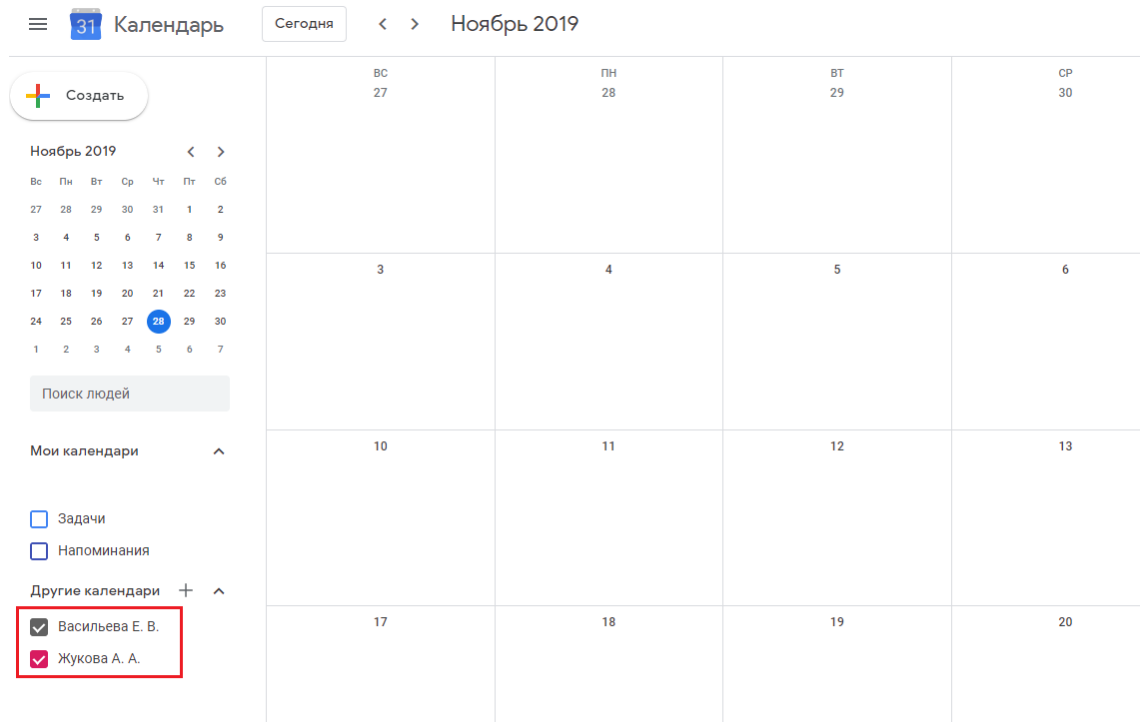 31 Календарь Сегодня Ноябрь 2019
Создать
Ноябрь 2019
Вс Пн Вт Ср Чт Пт Сб
27 28 29 30 31 1 2
3 4 5 6 7 8 9
10 11 12 13 14 15 16
17 18 19 20 21 22 23
24 25 26 27 28 29 30
1 2 3 4 5 6 7
Поиск людей
Мои календари
Задачи
Напоминания
Другие календари
Васильева Е. В.
Жукова А. А.
ВС ПН ВТ СР
27 28 29 30
3 4 5 6
10 11 12 13
17 18 19 20